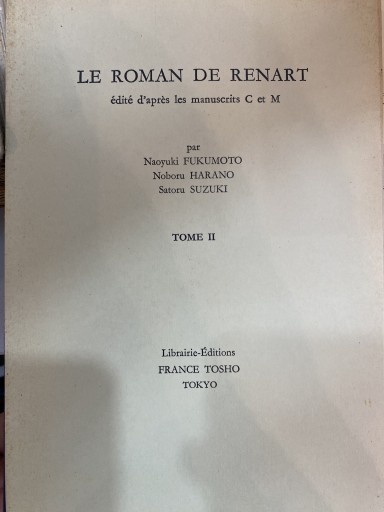 LE ROMAN DE RENART
édité d'après les manuscrits C et M
par
Naoyuki FUKUMOTO
Noboru HARANO
Satoru SUZUKI
TOME II
Librairie-Éditions
FRANCE TOSHO
TOKYO